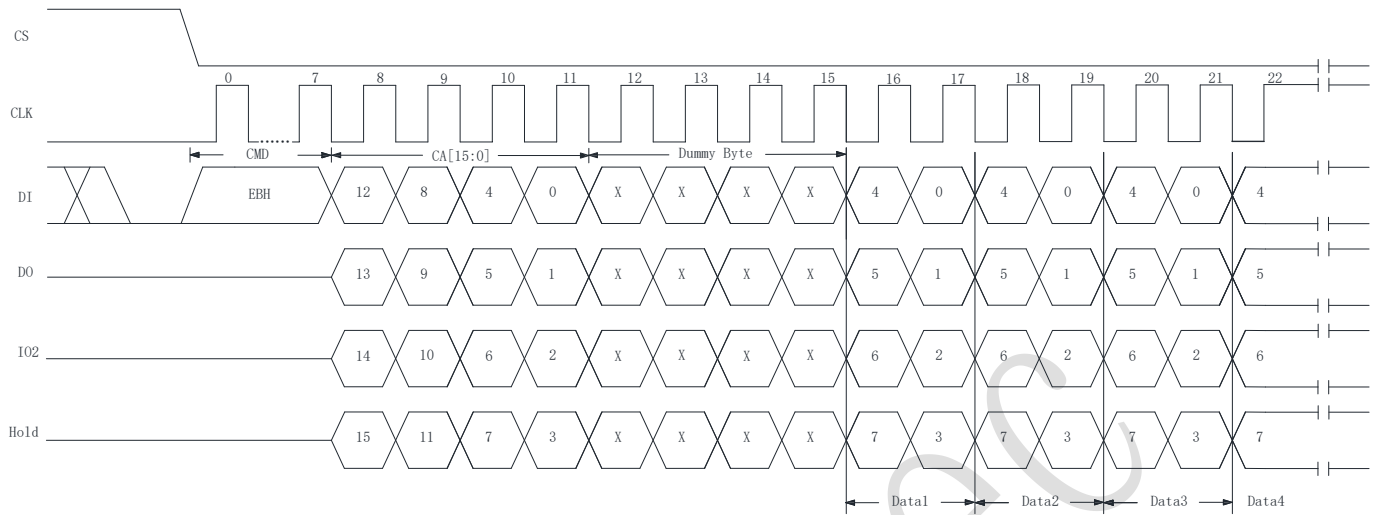 CS
0 7 8 9 10 11 12 13 14 15 16 17 18 19 20 21 22
CLK
CMD CA[15:0] Dummy Byte
DI EBH 12 8 4 0 X X X X 4 0 4 0 4 0 4
DO 13 9 5 1 X X X X 5 1 5 1 5 1 5
IO2 14 10 6 2 X X X X 6 2 6 2 6 2 6
Hold 15 11 7 3 X X X X 7 3 7 3 7 3 7
Data1 Data2 Data3 Data4